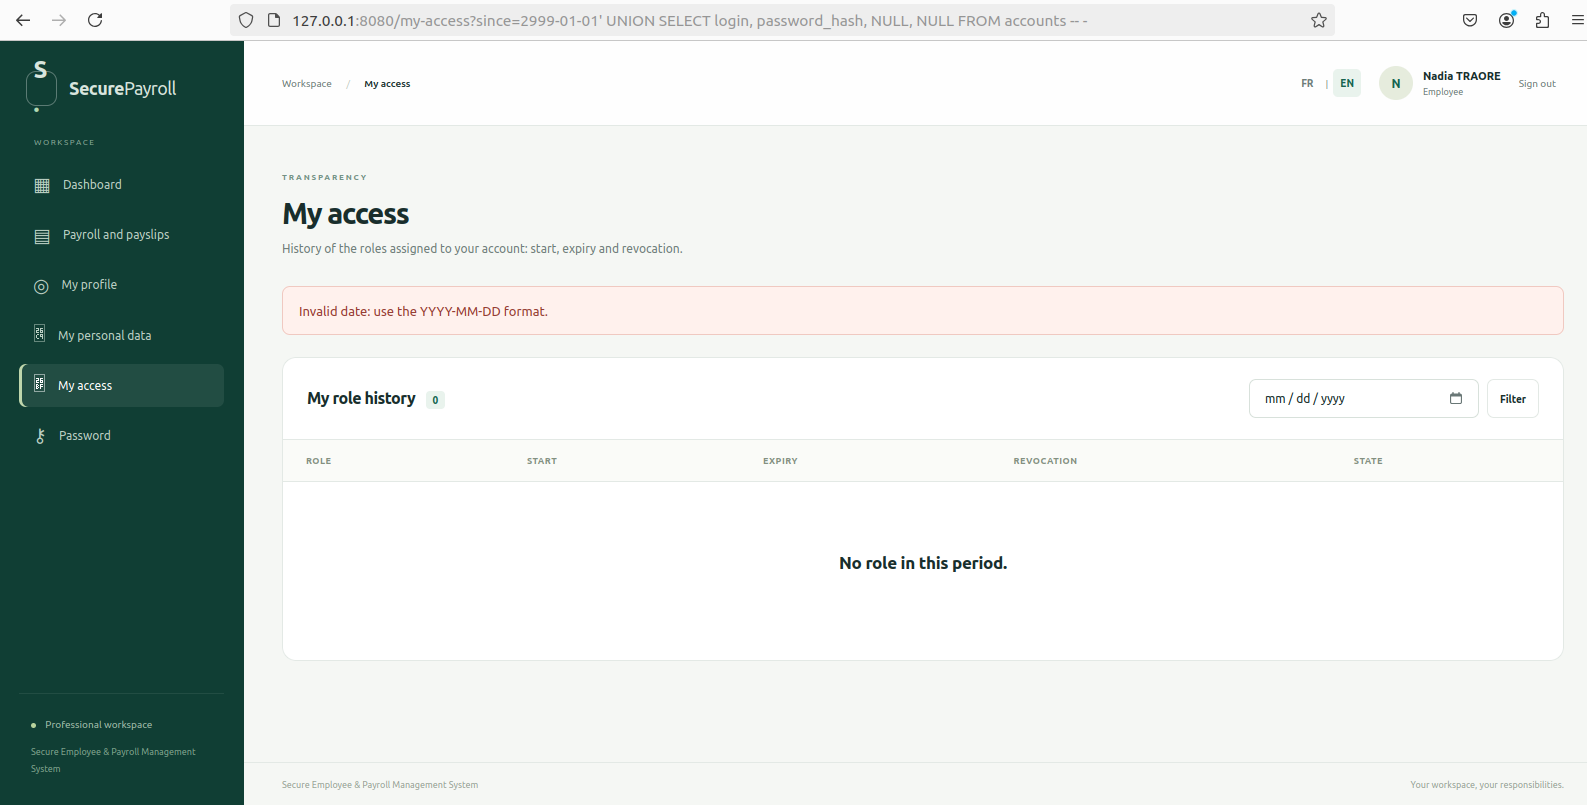 127.0.0.1:8080/my-access?since=2999-01-01' UNION SELECT login, password_hash, NULL, NULL FROM accounts -- -
S
SecurePayroll
WORKSPACE
Dashboard
Payroll and payslips
My profile
My personal data
My access
Password
Professional workspace
Secure Employee & Payroll Management
System
Workspace / My access
FR | EN
N
Nadia TRAORE
Employee
Sign out
TRANSPARENCY
My access
History of the roles assigned to your account: start, expiry and revocation.
Invalid date: use the YYYY-MM-DD format.
My role history 0
mm / dd / yyyy
Filter
ROLE START EXPIRY REVOCATION STATE
No role in this period.
Secure Employee & Payroll Management System
Your workspace, your responsibilities.